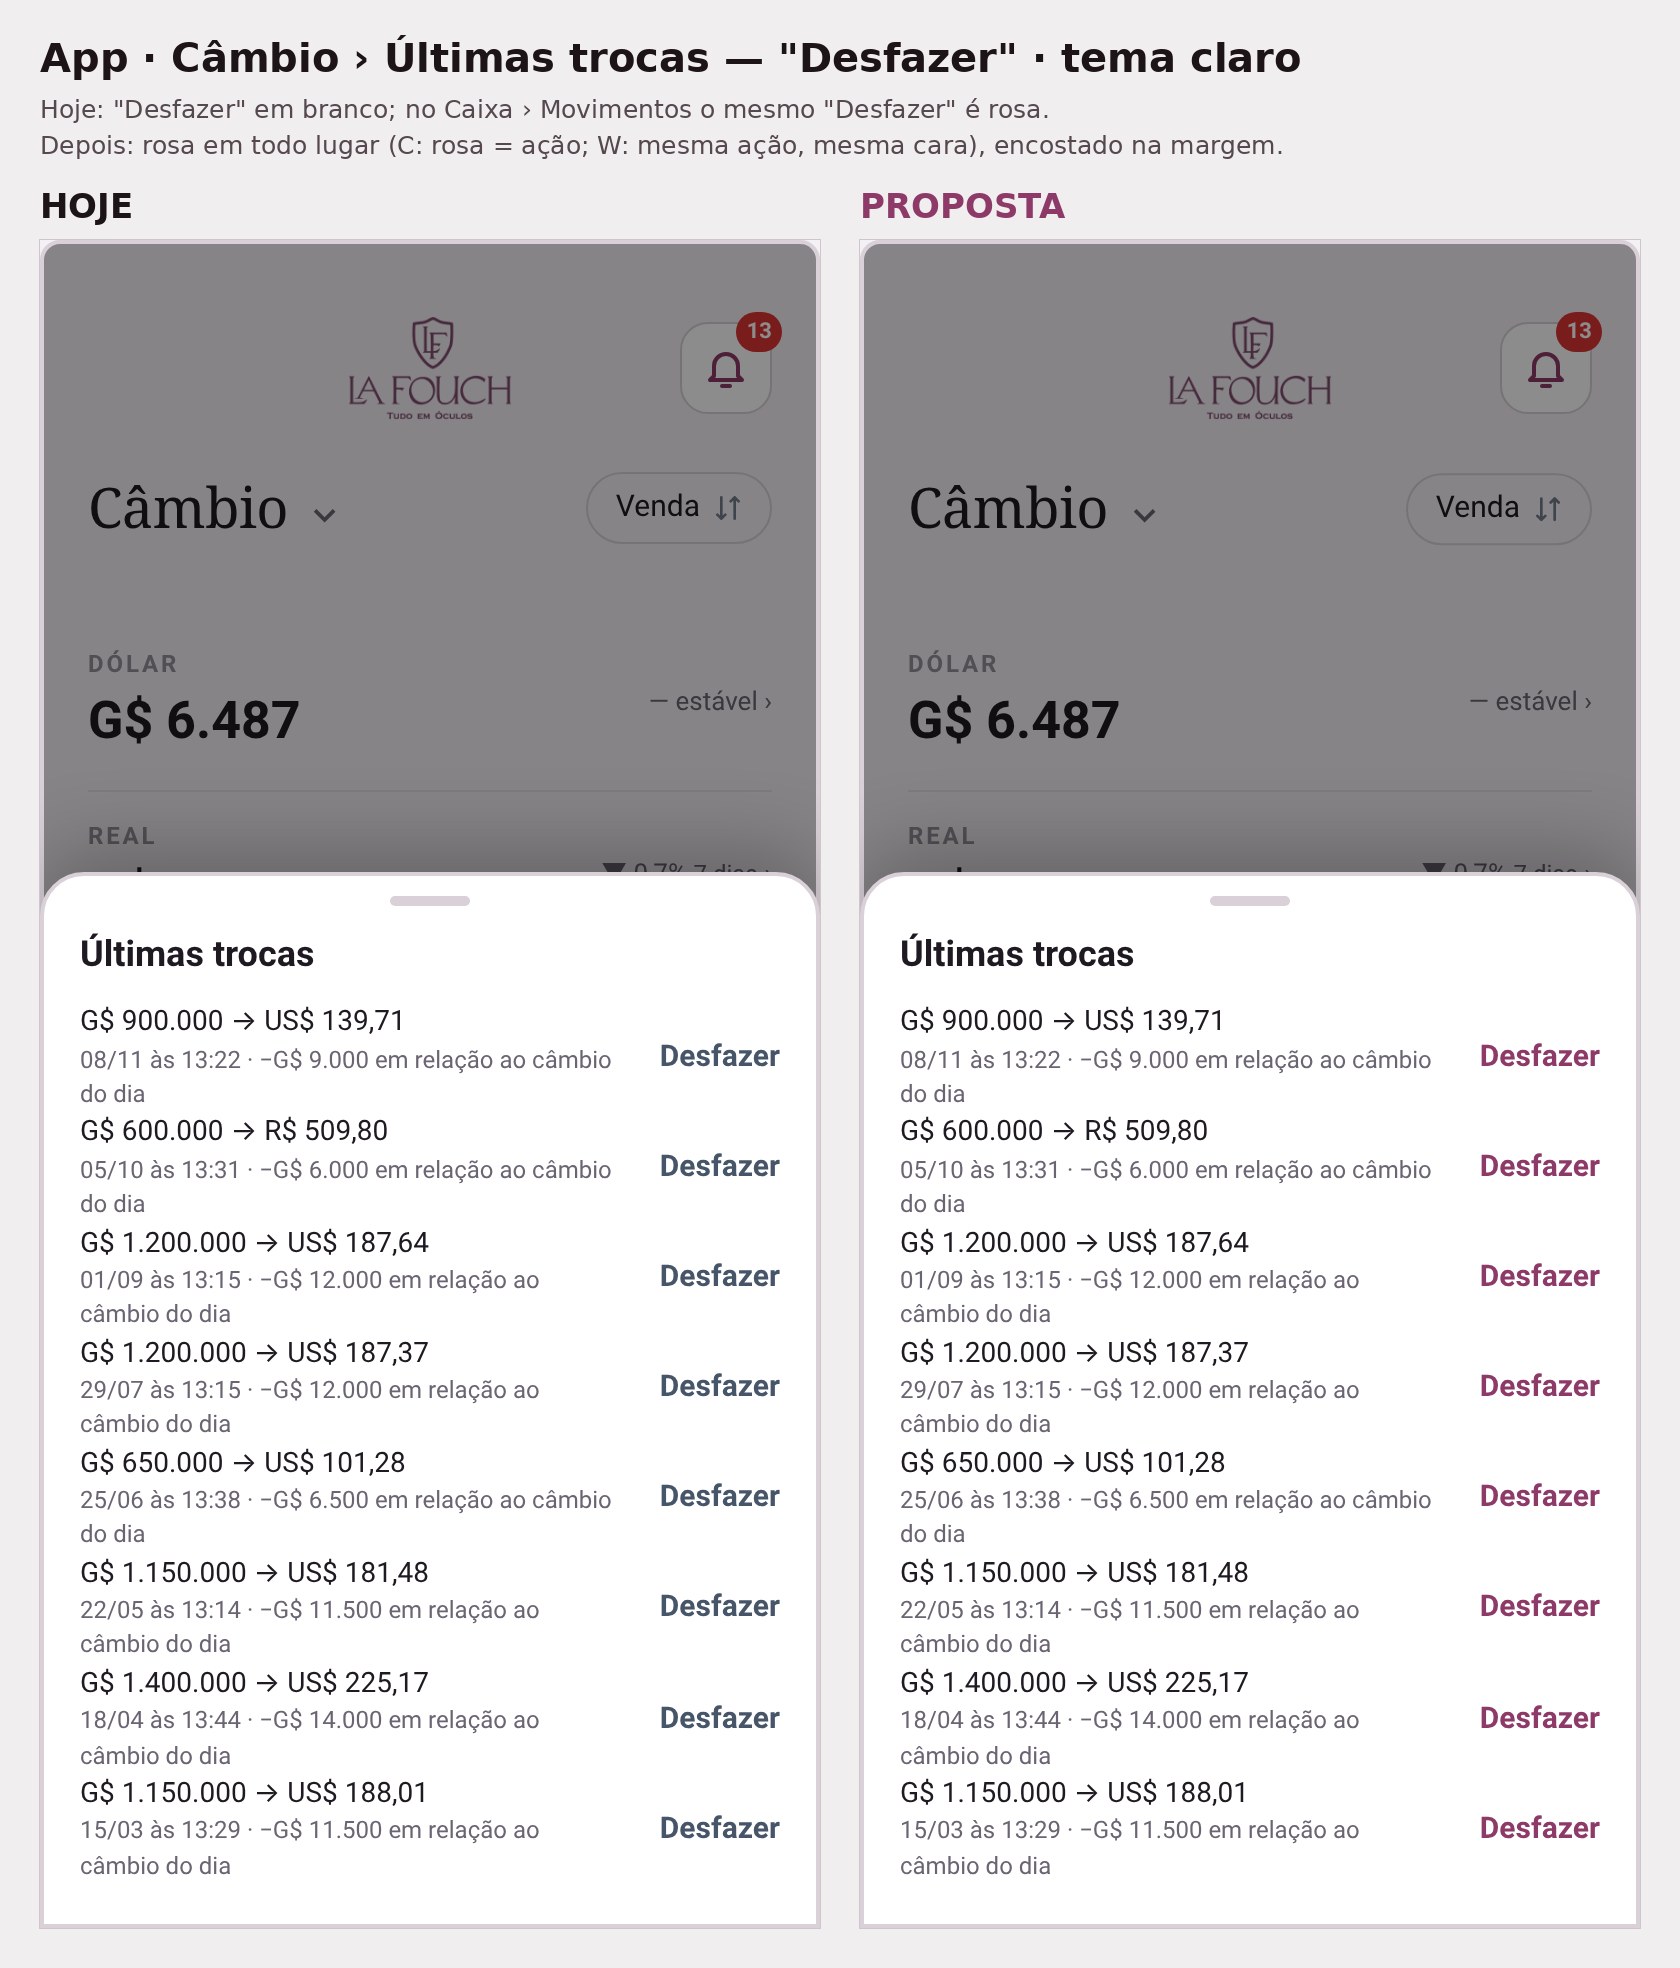 App · Câmbio › Últimas trocas — "Desfazer" · tema claro
Hoje: "Desfazer" em branco; no Caixa › Movimentos o mesmo "Desfazer" é rosa.
Depois: rosa em todo lugar (C: rosa = ação; W: mesma ação, mesma cara), encostado na margem.
HOJE
LF
LA FOUCH
TUDO EM ÓCULOS
13
Câmbio
Venda
DÓLAR
G$ 6.487
— estável ›
REAL
Últimas trocas
G$ 900.000 → US$ 139,71
08/11 às 13:22 · −G$ 9.000 em relação ao câmbio
do dia
Desfazer
G$ 600.000 → R$ 509,80
05/10 às 13:31 · −G$ 6.000 em relação ao câmbio
do dia
Desfazer
G$ 1.200.000 → US$ 187,64
01/09 às 13:15 · −G$ 12.000 em relação ao
câmbio do dia
Desfazer
G$ 1.200.000 → US$ 187,37
29/07 às 13:15 · −G$ 12.000 em relação ao
câmbio do dia
Desfazer
G$ 650.000 → US$ 101,28
25/06 às 13:38 · −G$ 6.500 em relação ao câmbio
do dia
Desfazer
G$ 1.150.000 → US$ 181,48
22/05 às 13:14 · −G$ 11.500 em relação ao
câmbio do dia
Desfazer
G$ 1.400.000 → US$ 225,17
18/04 às 13:44 · −G$ 14.000 em relação ao
câmbio do dia
Desfazer
G$ 1.150.000 → US$ 188,01
15/03 às 13:29 · −G$ 11.500 em relação ao
câmbio do dia
Desfazer
PROPOSTA
LF
LA FOUCH
TUDO EM ÓCULOS
13
Câmbio
Venda
DÓLAR
G$ 6.487
— estável ›
REAL
Últimas trocas
G$ 900.000 → US$ 139,71
08/11 às 13:22 · −G$ 9.000 em relação ao câmbio
do dia
Desfazer
G$ 600.000 → R$ 509,80
05/10 às 13:31 · −G$ 6.000 em relação ao câmbio
do dia
Desfazer
G$ 1.200.000 → US$ 187,64
01/09 às 13:15 · −G$ 12.000 em relação ao
câmbio do dia
Desfazer
G$ 1.200.000 → US$ 187,37
29/07 às 13:15 · −G$ 12.000 em relação ao
câmbio do dia
Desfazer
G$ 650.000 → US$ 101,28
25/06 às 13:38 · −G$ 6.500 em relação ao câmbio
do dia
Desfazer
G$ 1.150.000 → US$ 181,48
22/05 às 13:14 · −G$ 11.500 em relação ao
câmbio do dia
Desfazer
G$ 1.400.000 → US$ 225,17
18/04 às 13:44 · −G$ 14.000 em relação ao
câmbio do dia
Desfazer
G$ 1.150.000 → US$ 188,01
15/03 às 13:29 · −G$ 11.500 em relação ao
câmbio do dia
Desfazer